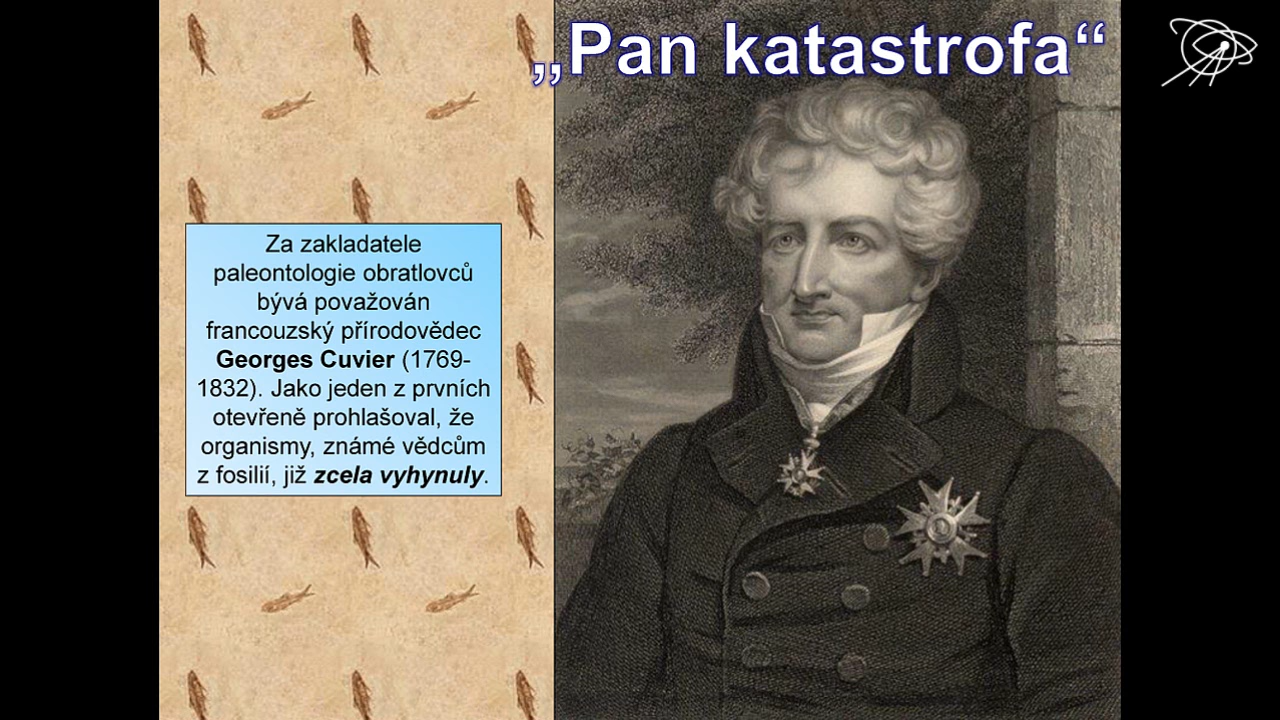 „Pan katastrofa“
Za zakladatele
paleontologie obratlovců
bývá považován
francouzský přírodovědec
Georges Cuvier (1769-
1832). Jako jeden z prvních
otevřeně prohlašoval, že
organismy, známé vědcům
z fosilií, již zcela vyhynuly.